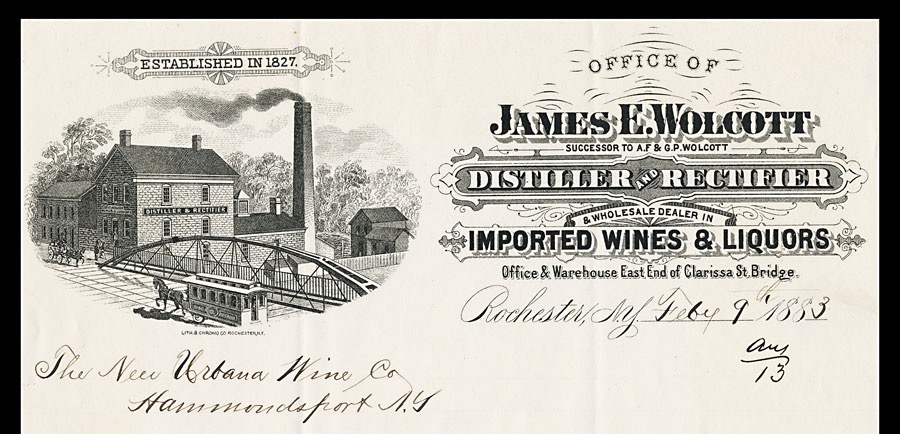 ESTABLISHED IN 1827.
DISTILLER & RECTIFIER
LITH. & CHROMO CO ROCHESTER, N.Y.
OFFICE OF
JAMES E. WOLCOTT
SUCCESSOR TO A.F & G.P. WOLCOTT
DISTILLER AND RECTIFIER
& WHOLESALE DEALER IN
IMPORTED WINES & LIQUORS
Office & Warehouse East End of Clarissa St. Bridge.
Rochester, N.Y. Feby 9th 1883
Ans
13
The New Urbana Wine Co
Hammondsport N.Y